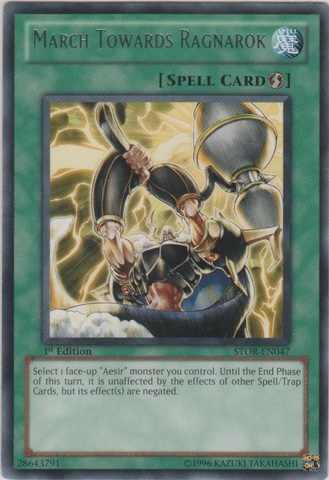 MARCH TOWARDS RAGNAROK 魔
[SPELL CARD]
1st Edition STOR-EN047
Select 1 face-up "Aesir" monster you control. Until the End Phase
of this turn, it is unaffected by the effects of other Spell/Trap
Cards, but its effect(s) are negated.
28643791 ©1996 KAZUKI TAKAHASHI